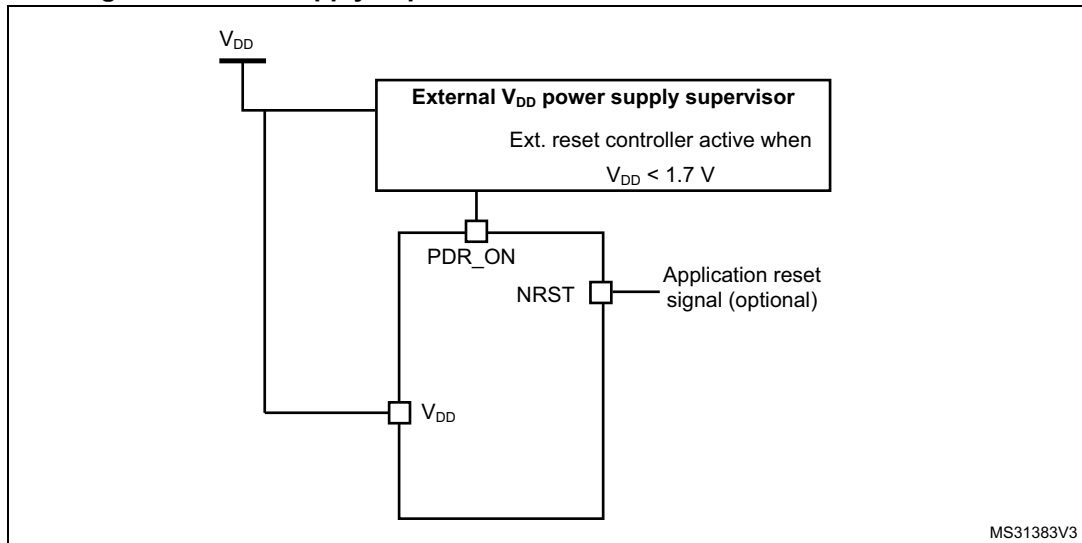 V_DD
External V_DD power supply supervisor
Ext. reset controller active when
V_DD < 1.7 V
PDR_ON
NRST
Application reset
signal (optional)
V_DD
MS31383V3